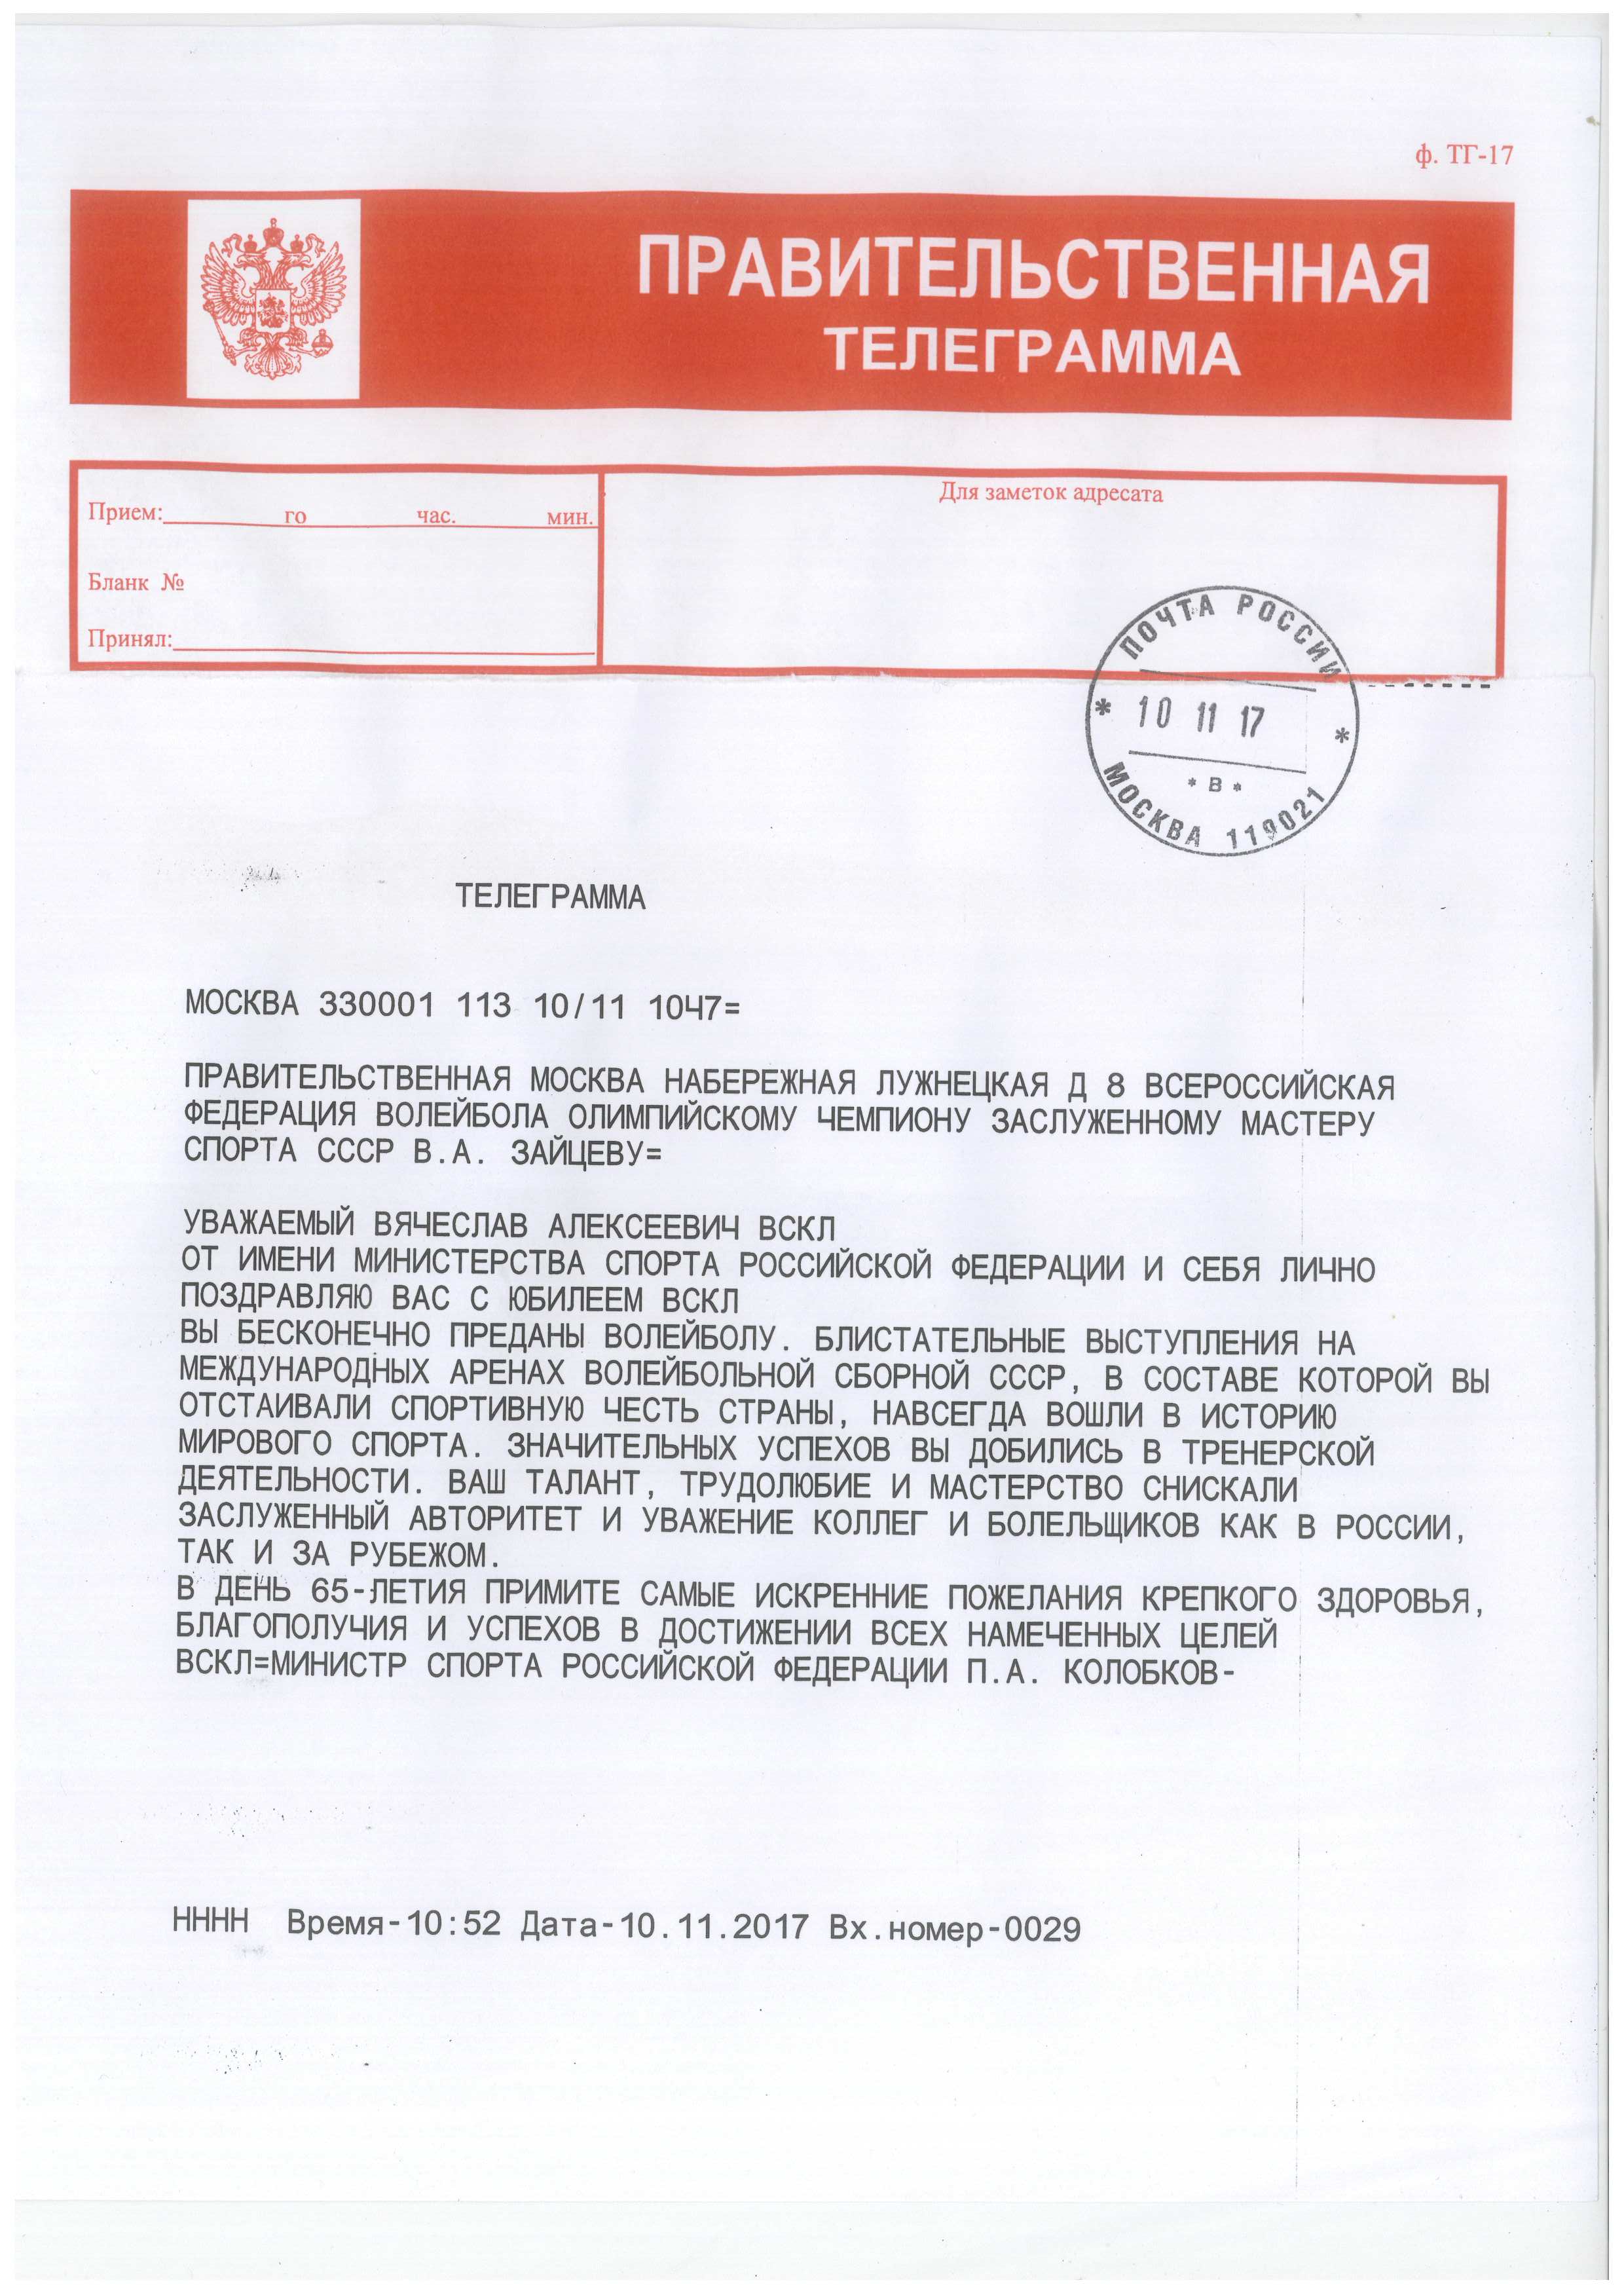 ф. ТГ-17
ПРАВИТЕЛЬСТВЕННАЯ
ТЕЛЕГРАММА
Прием: го час. мин.
Для заметок адресата
Бланк №
Принял:
ПОЧТА РОССИИ
* 10 11 17 *
* В *
МОСКВА 119021
ТЕЛЕГРАММА
МОСКВА 330001 113 10/11 10Ч7=
ПРАВИТЕЛЬСТВЕННАЯ МОСКВА НАБЕРЕЖНАЯ ЛУЖНЕЦКАЯ Д 8 ВСЕРОССИЙСКАЯ
ФЕДЕРАЦИЯ ВОЛЕЙБОЛА ОЛИМПИЙСКОМУ ЧЕМПИОНУ ЗАСЛУЖЕННОМУ МАСТЕРУ
СПОРТА СССР В.А. ЗАЙЦЕВУ=
УВАЖАЕМЫЙ ВЯЧЕСЛАВ АЛЕКСЕЕВИЧ ВСКЛ
ОТ ИМЕНИ МИНИСТЕРСТВА СПОРТА РОССИЙСКОЙ ФЕДЕРАЦИИ И СЕБЯ ЛИЧНО
ПОЗДРАВЛЯЮ ВАС С ЮБИЛЕЕМ ВСКЛ
ВЫ БЕСКОНЕЧНО ПРЕДАНЫ ВОЛЕЙБОЛУ. БЛИСТАТЕЛЬНЫЕ ВЫСТУПЛЕНИЯ НА
МЕЖДУНАРОДНЫХ АРЕНАХ ВОЛЕЙБОЛЬНОЙ СБОРНОЙ СССР, В СОСТАВЕ КОТОРОЙ ВЫ
ОТСТАИВАЛИ СПОРТИВНУЮ ЧЕСТЬ СТРАНЫ, НАВСЕГДА ВОШЛИ В ИСТОРИЮ
МИРОВОГО СПОРТА. ЗНАЧИТЕЛЬНЫХ УСПЕХОВ ВЫ ДОБИЛИСЬ В ТРЕНЕРСКОЙ
ДЕЯТЕЛЬНОСТИ. ВАШ ТАЛАНТ, ТРУДОЛЮБИЕ И МАСТЕРСТВО СНИСКАЛИ
ЗАСЛУЖЕННЫЙ АВТОРИТЕТ И УВАЖЕНИЕ КОЛЛЕГ И БОЛЕЛЬЩИКОВ КАК В РОССИИ,
ТАК И ЗА РУБЕЖОМ.
В ДЕНЬ 65-ЛЕТИЯ ПРИМИТЕ САМЫЕ ИСКРЕННИЕ ПОЖЕЛАНИЯ КРЕПКОГО ЗДОРОВЬЯ,
БЛАГОПОЛУЧИЯ И УСПЕХОВ В ДОСТИЖЕНИИ ВСЕХ НАМЕЧЕННЫХ ЦЕЛЕЙ
ВСКЛ=МИНИСТР СПОРТА РОССИЙСКОЙ ФЕДЕРАЦИИ П.А. КОЛОБКОВ-
НННН Время-10:52 Дата-10.11.2017 Вх.номер-0029